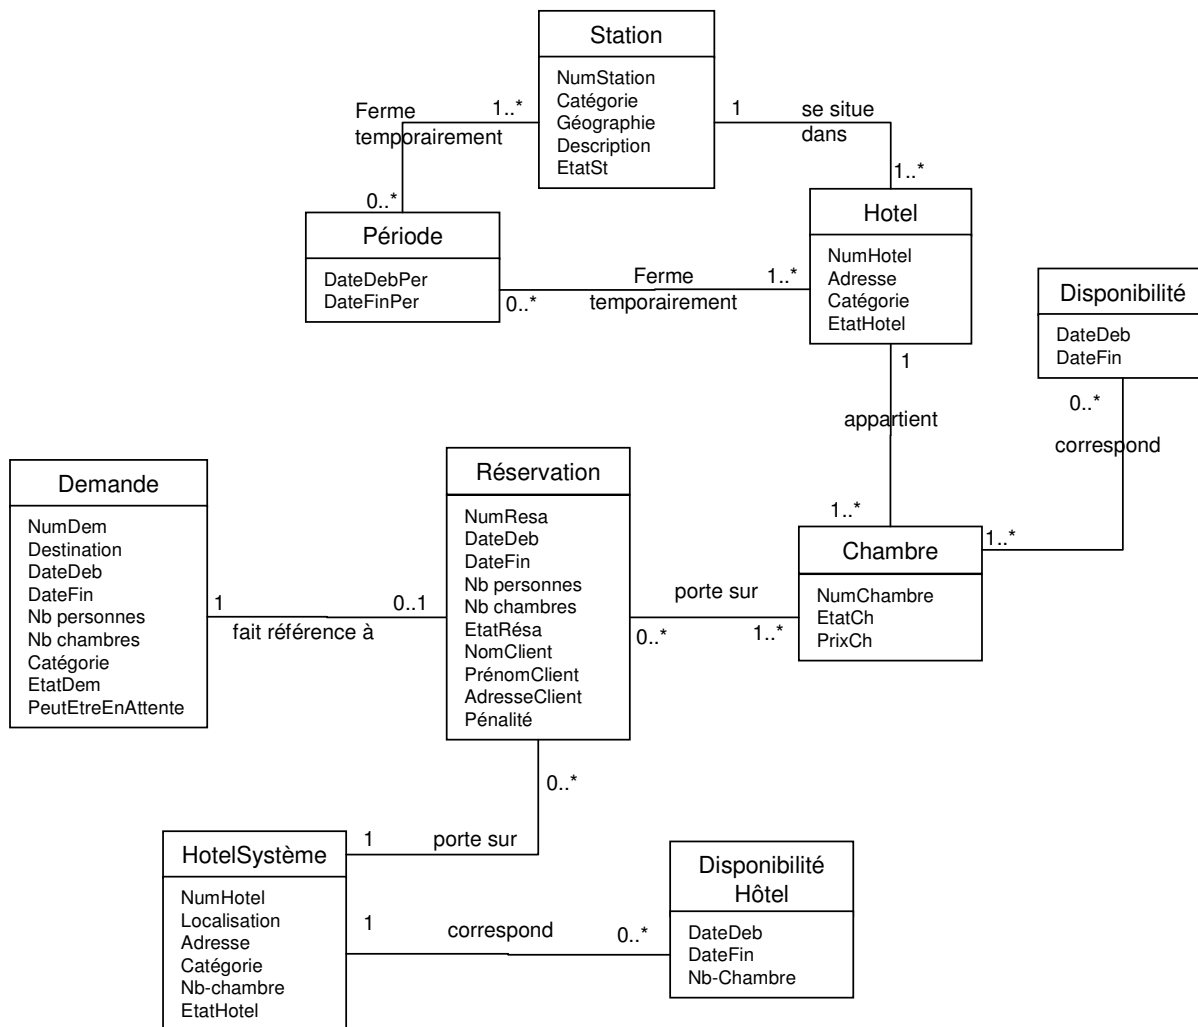 Station
NumStation
Catégorie
Géographie
Description
EtatSt
Ferme
temporairement
1..*
0..*
1
se situe
dans
1..*
Période
DateDebPer
DateFinPer
Ferme
temporairement
0..*
1..*
Hotel
NumHotel
Adresse
Catégorie
EtatHotel
Disponibilité
DateDeb
DateFin
1
appartient
1..*
0..*
correspond
1..*
Demande
NumDem
Destination
DateDeb
DateFin
Nb personnes
Nb chambres
Catégorie
EtatDem
PeutEtreEnAttente
1
fait référence à
0..1
Réservation
NumResa
DateDeb
DateFin
Nb personnes
Nb chambres
EtatRésa
NomClient
PrénomClient
AdresseClient
Pénalité
porte sur
0..*
1..*
Chambre
NumChambre
EtatCh
PrixCh
0..*
1
porte sur
HotelSystème
NumHotel
Localisation
Adresse
Catégorie
Nb-chambre
EtatHotel
1
correspond
0..*
Disponibilité
Hôtel
DateDeb
DateFin
Nb-Chambre